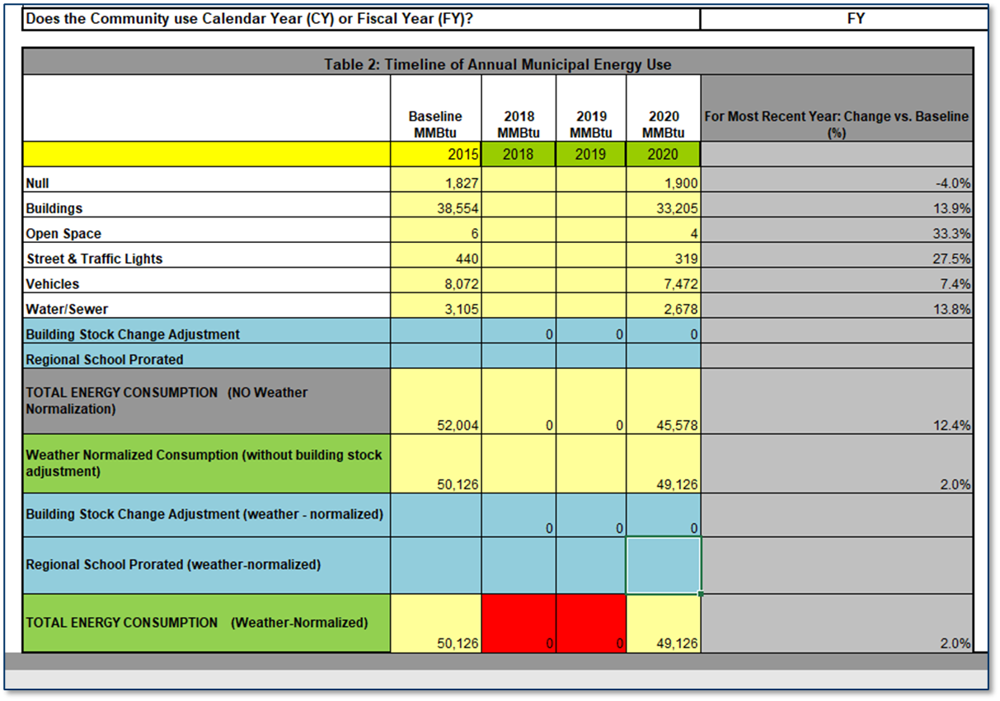 Does the Community use Calendar Year (CY) or Fiscal Year (FY)? FY
Table 2: Timeline of Annual Municipal Energy Use
Baseline MMBtu 2018 MMBtu 2019 MMBtu 2020 MMBtu For Most Recent Year: Change vs. Baseline (%)
2015 2018 2019 2020
Null 1,827 1,900 -4.0%
Buildings 38,554 33,205 13.9%
Open Space 6 4 33.3%
Street & Traffic Lights 440 319 27.5%
Vehicles 8,072 7,472 7.4%
Water/Sewer 3,105 2,678 13.8%
Building Stock Change Adjustment 0 0 0
Regional School Prorated
TOTAL ENERGY CONSUMPTION (NO Weather Normalization) 52,004 0 0 45,578 12.4%
Weather Normalized Consumption (without building stock adjustment) 50,126 49,126 2.0%
Building Stock Change Adjustment (weather - normalized) 0 0 0
Regional School Prorated (weather-normalized)
TOTAL ENERGY CONSUMPTION (Weather-Normalized) 50,126 0 0 49,126 2.0%